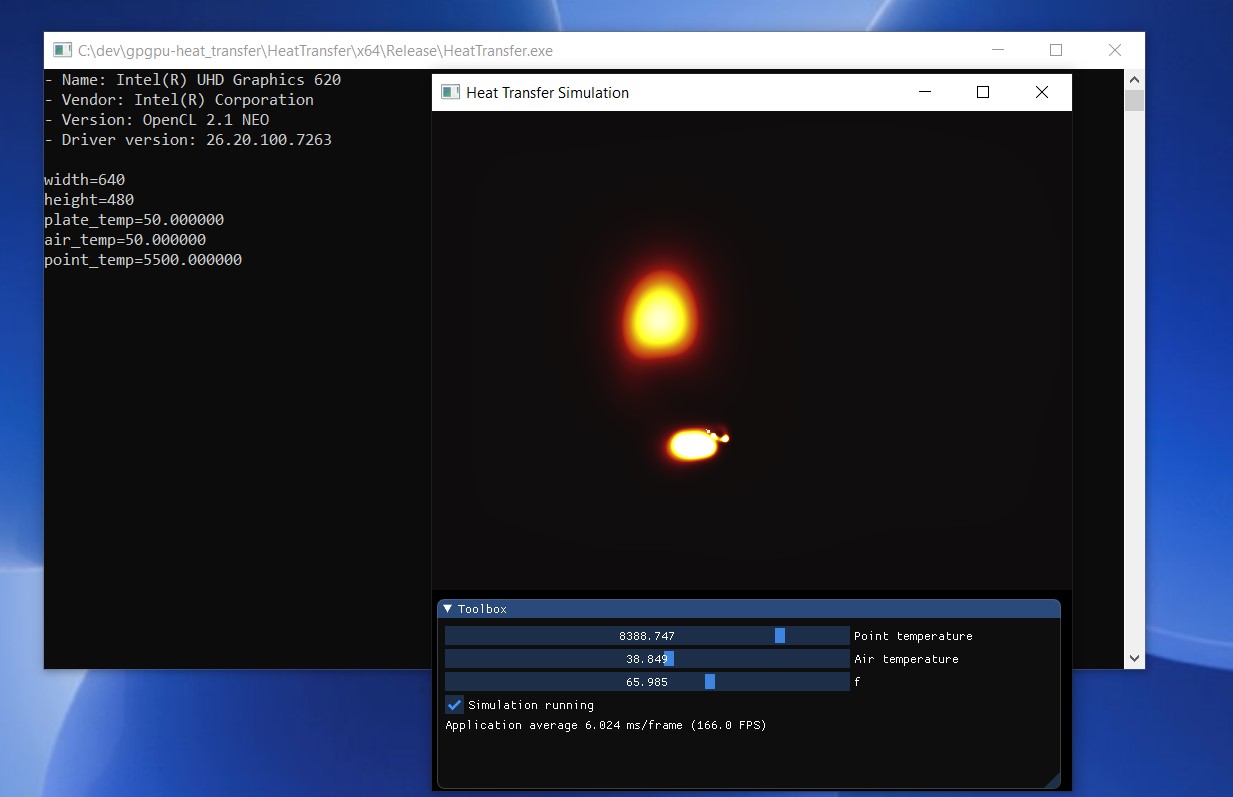 C:\dev\gpgpu-heat_transfer\HeatTransfer\x64\Release\HeatTransfer.exe
- Name: Intel(R) UHD Graphics 620
- Vendor: Intel(R) Corporation
- Version: OpenCL 2.1 NEO
- Driver version: 26.20.100.7263
width=640
height=480
plate_temp=50.000000
air_temp=50.000000
point_temp=5500.000000
Heat Transfer Simulation
Toolbox
8388.747 Point temperature
38.849 Air temperature
65.985 f
Simulation running
Application average 6.024 ms/frame (166.0 FPS)